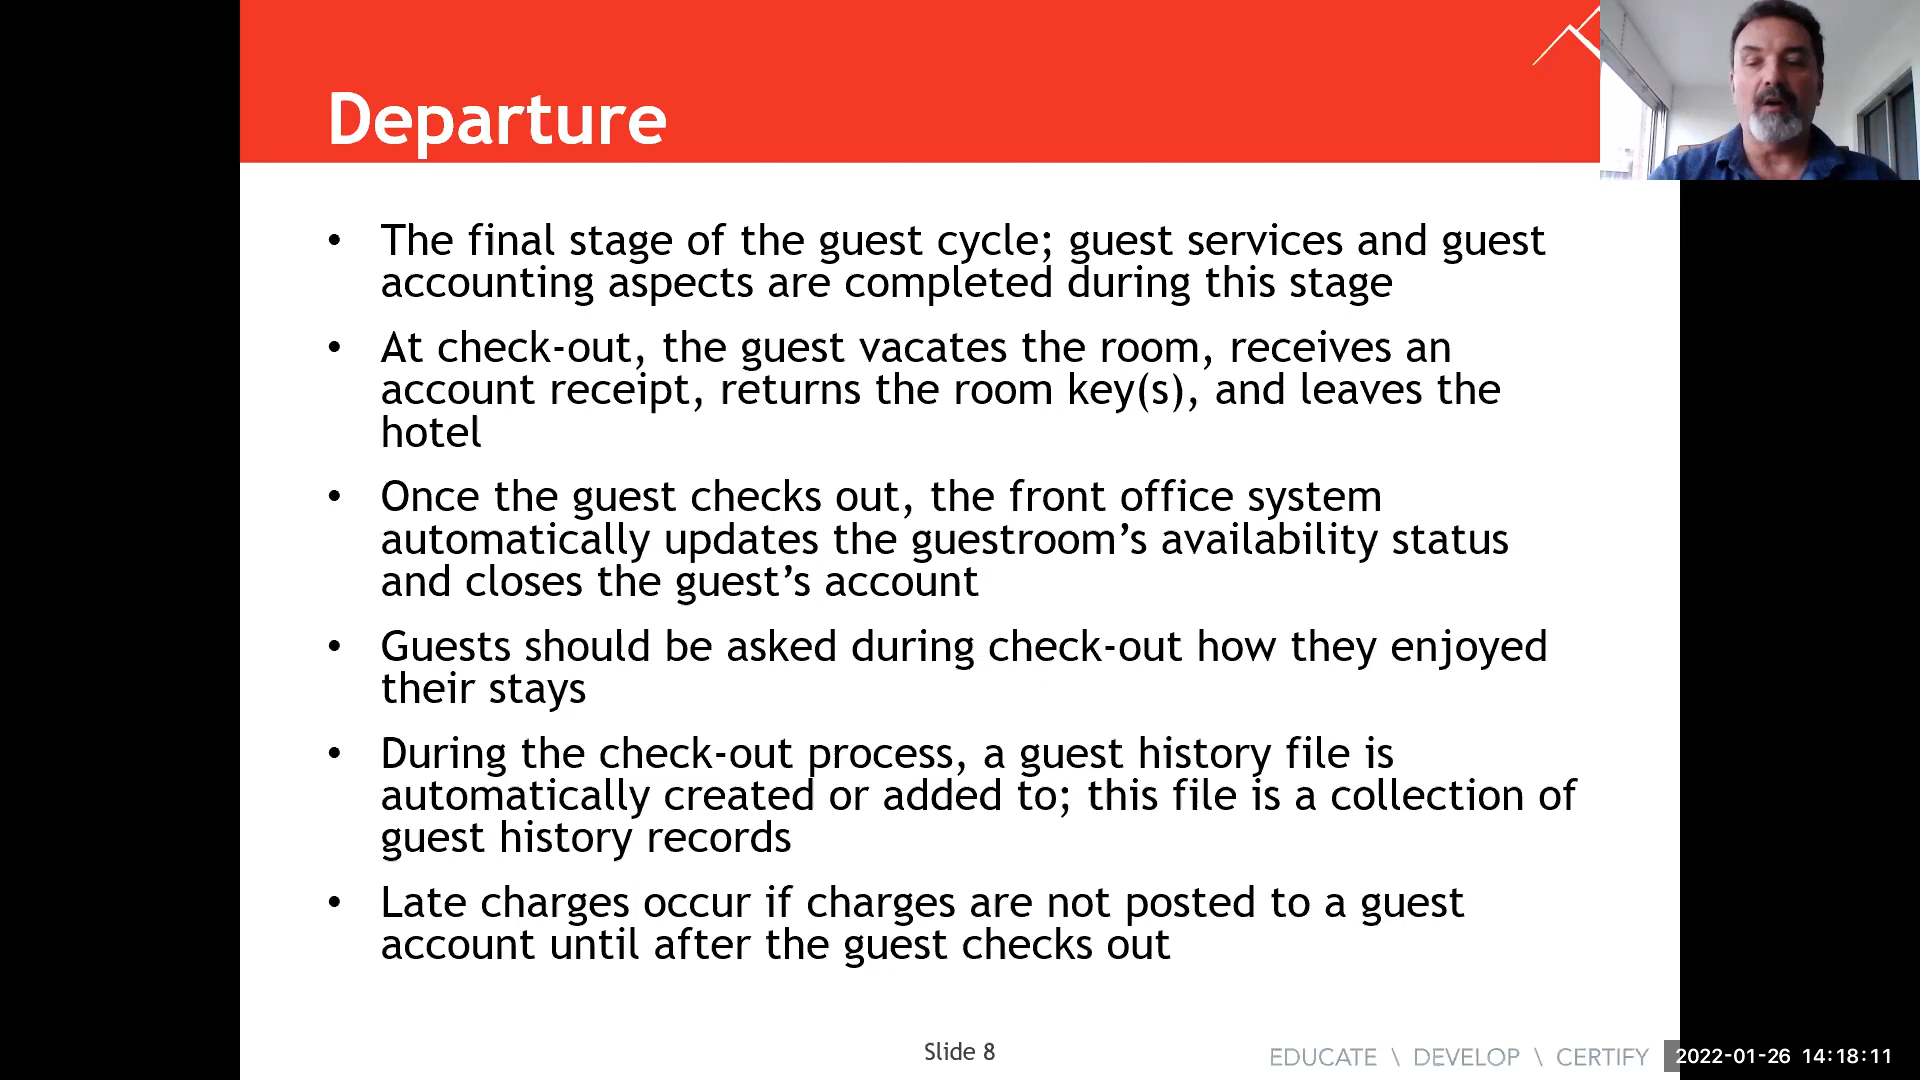 Departure
• The final stage of the guest cycle; guest services and guest
accounting aspects are completed during this stage
• At check-out, the guest vacates the room, receives an
account receipt, returns the room key(s), and leaves the
hotel
• Once the guest checks out, the front office system
automatically updates the guestroom’s availability status
and closes the guest’s account
• Guests should be asked during check-out how they enjoyed
their stays
• During the check-out process, a guest history file is
automatically created or added to; this file is a collection of
guest history records
• Late charges occur if charges are not posted to a guest
account until after the guest checks out
Slide 8
EDUCATE \ DEVELOP \ CERTIFY
2022-01-26 14:18:11